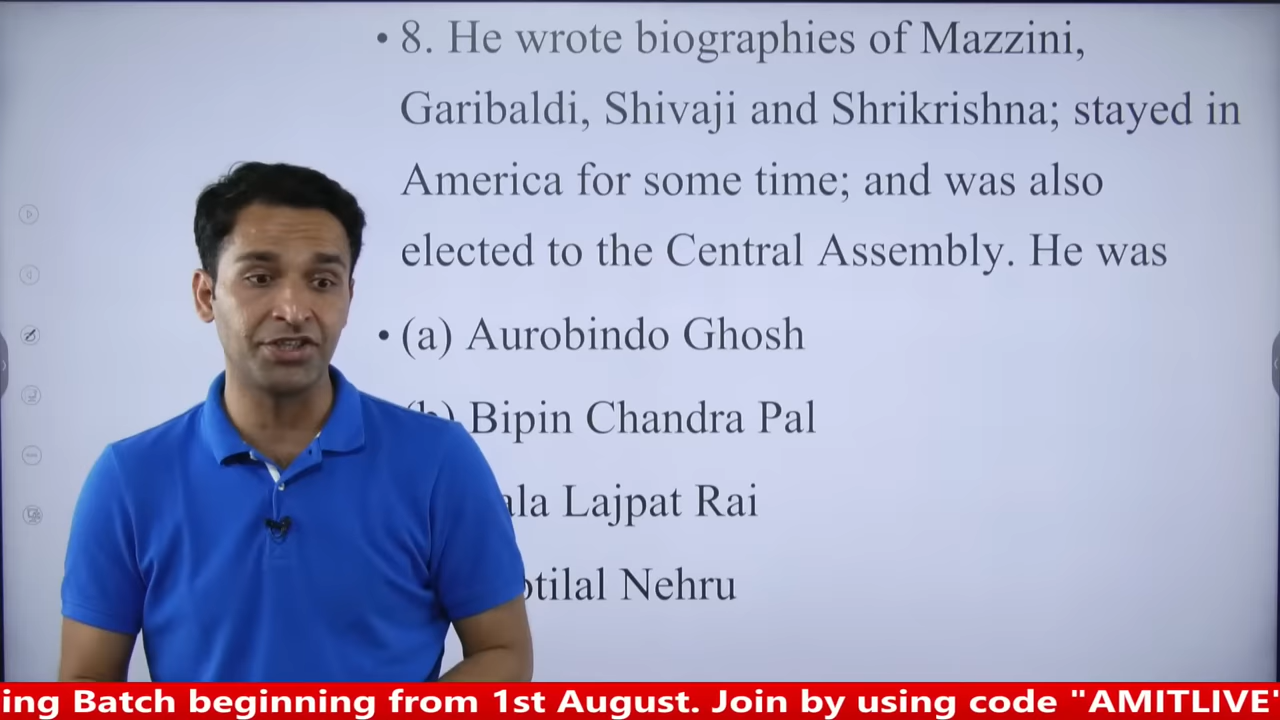 • 8. He wrote biographies of Mazzini,
Garibaldi, Shivaji and Shrikrishna; stayed in
America for some time; and was also
elected to the Central Assembly. He was
• (a) Aurobindo Ghosh
(b) Bipin Chandra Pal
Lajpat Rai
Nehru
ing Batch beginning from 1st August. Join by using code "AMITLIVE"